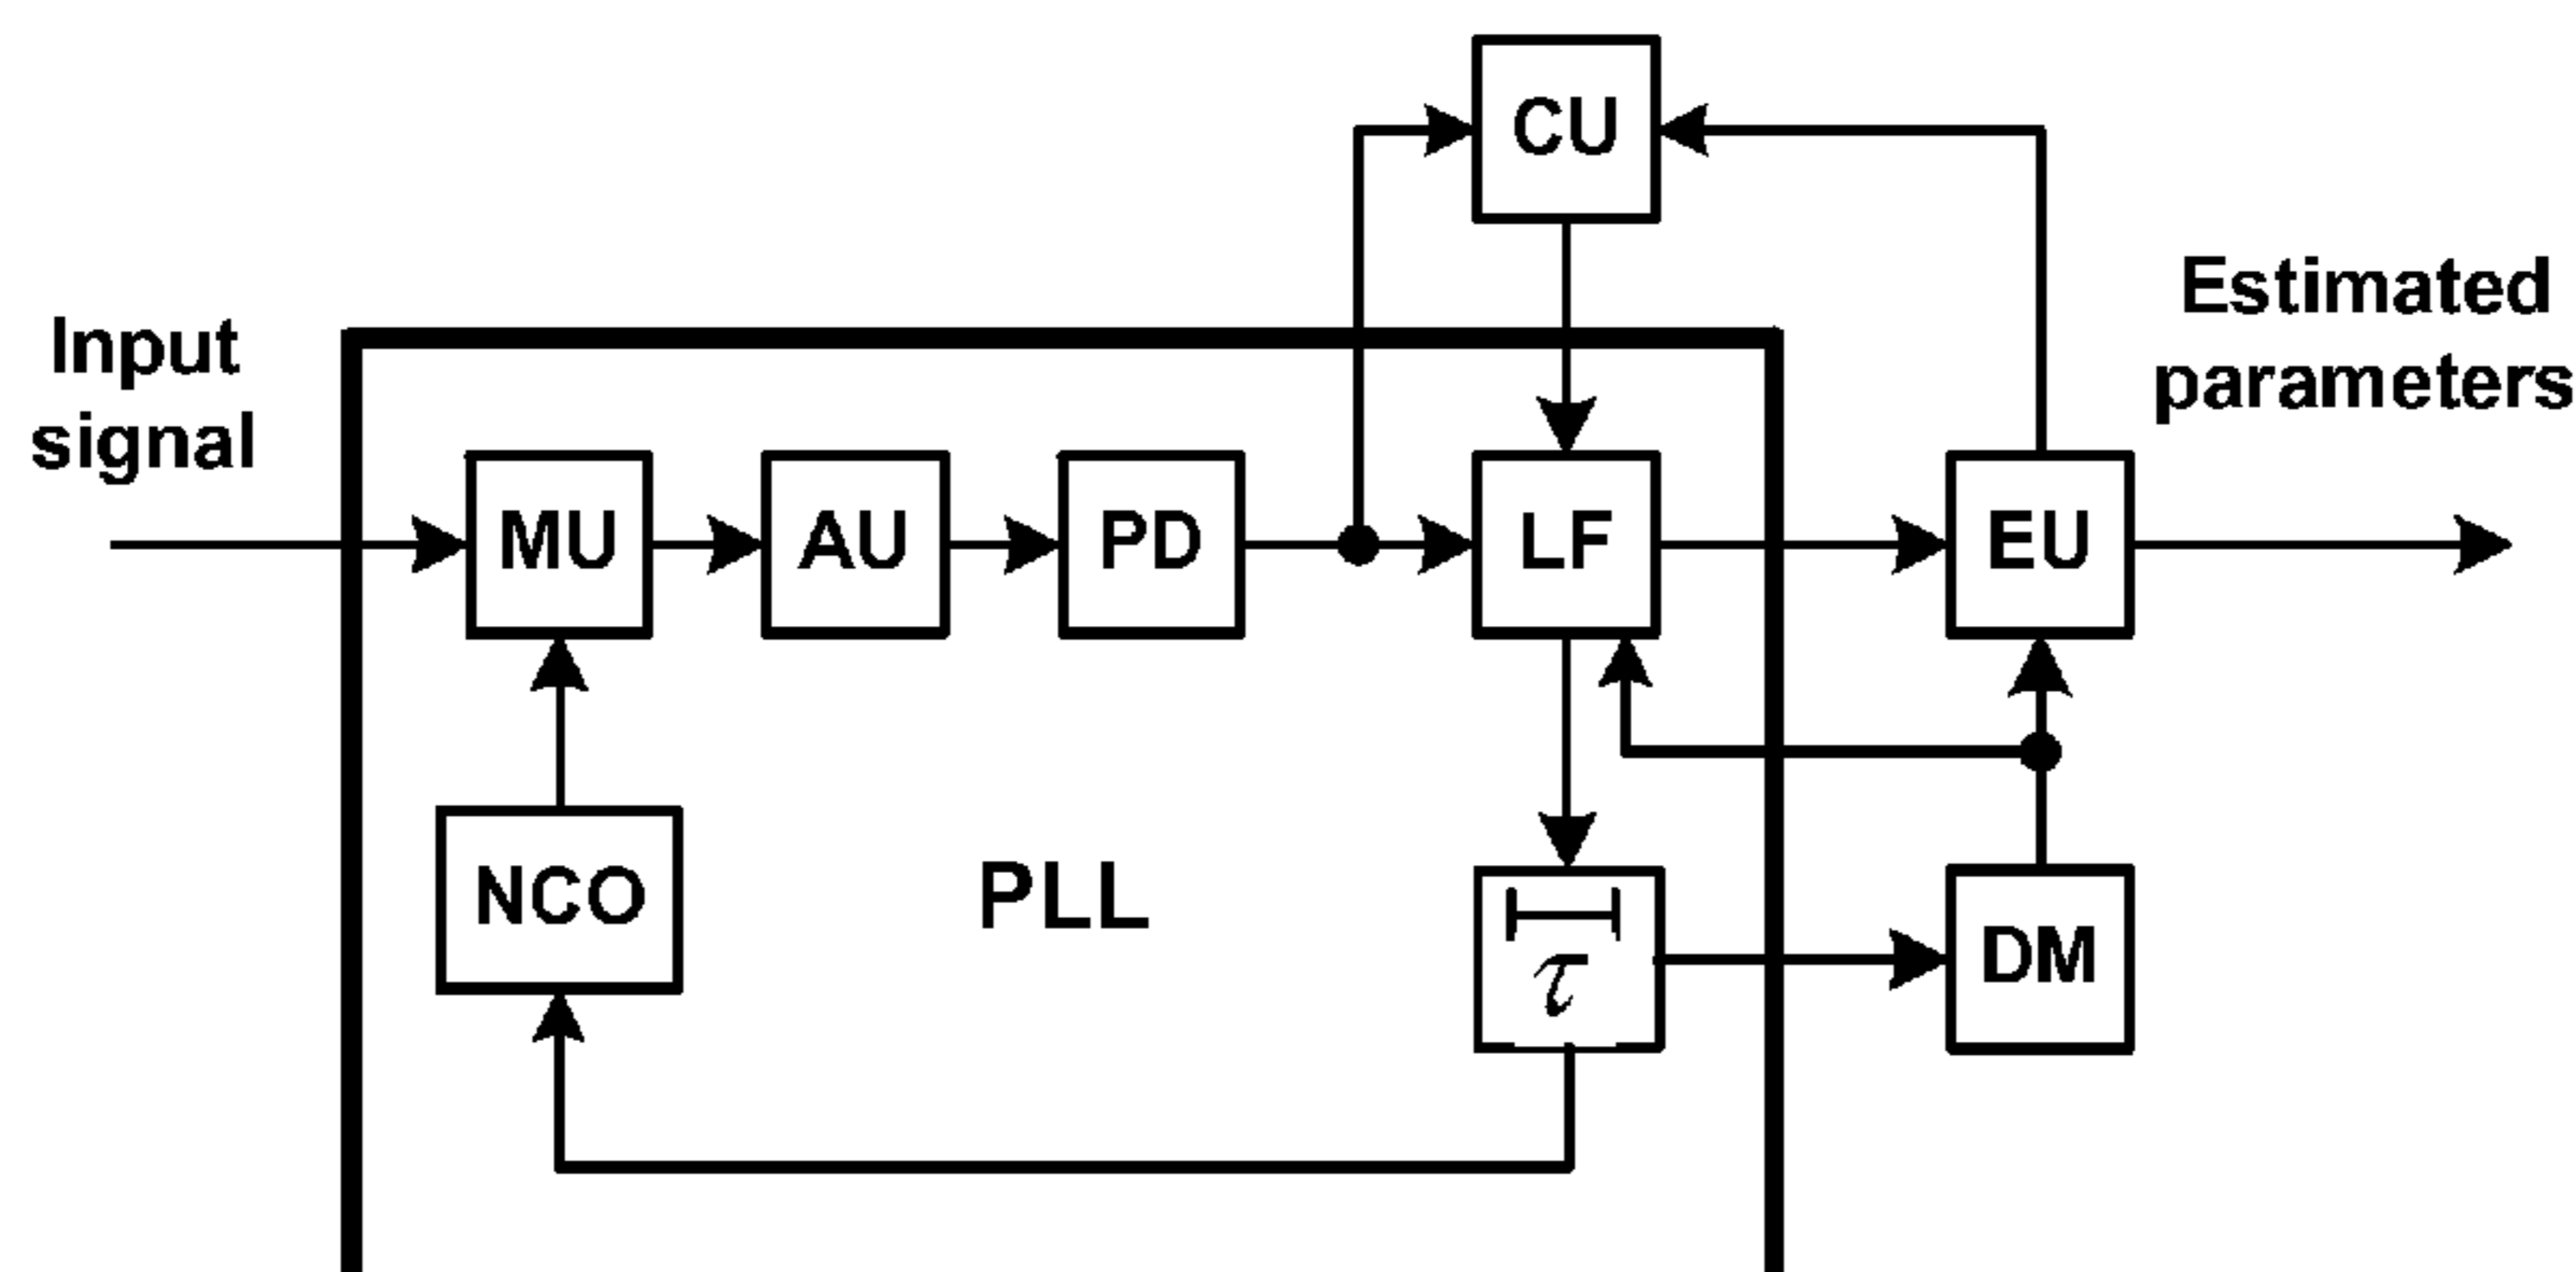 CU
Estimated
parameters
Input
signal
MU
AU
PD
LF
EU
NCO
PLL
τ
DM